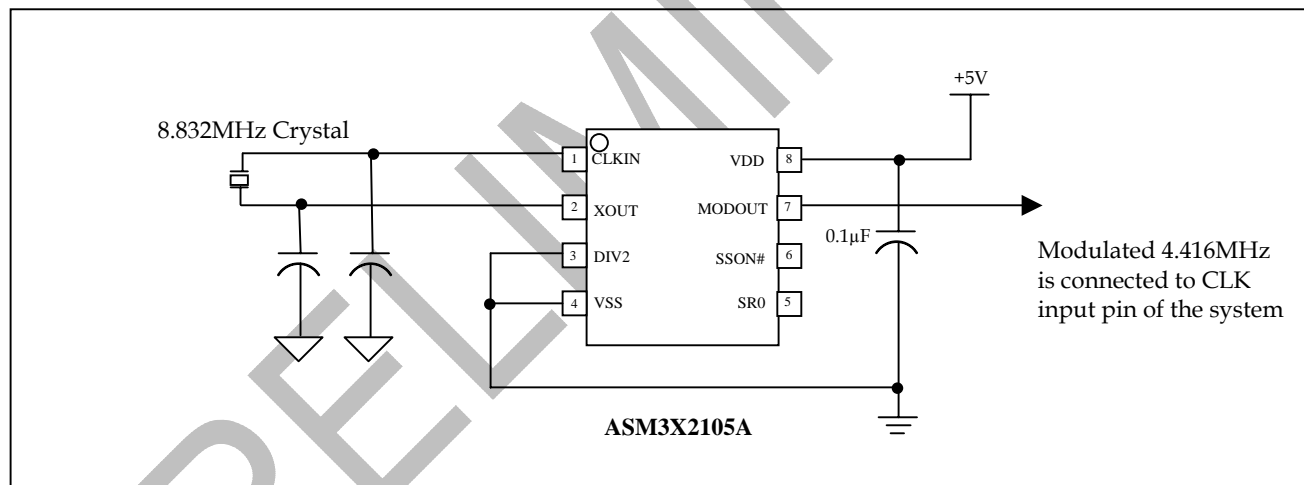 +5V
8.832MHz Crystal
1 CLKIN
VDD 8
2 XOUT
MODOUT 7
3 DIV2
SSON# 6
4 VSS
SR0 5
0.1µF
Modulated 4.416MHz
is connected to CLK
input pin of the system
ASM3X2105A
PRELIMI